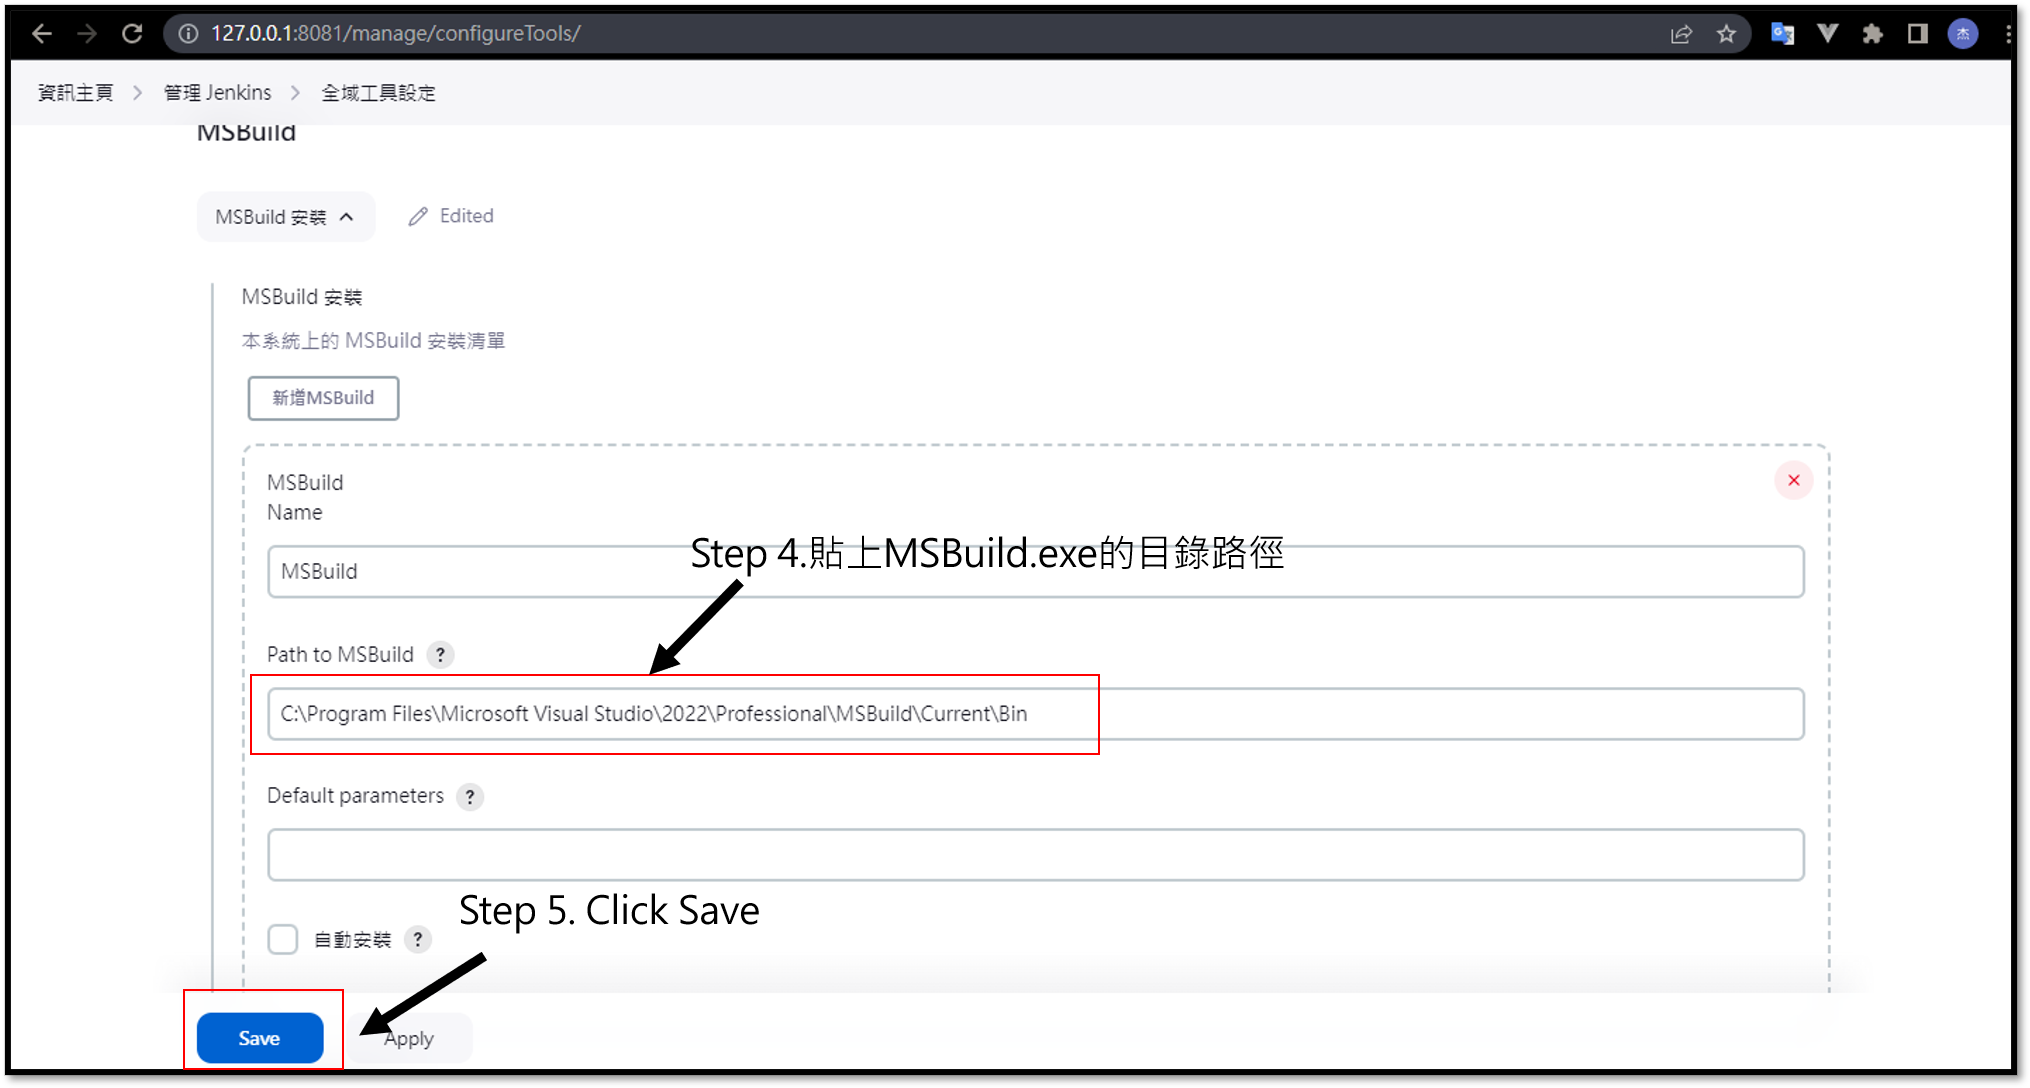 127.0.0.1:8081/manage/configureTools/
杰
資訊主頁 > 管理 Jenkins > 全域工具設定
MSBuild
MSBuild 安裝 Edited
MSBuild 安裝
本系統上的 MSBuild 安裝清單
新增MSBuild
MSBuild
Name
Step 4.貼上MSBuild.exe的目錄路徑
MSBuild
Path to MSBuild ?
C:\Program Files\Microsoft Visual Studio\2022\Professional\MSBuild\Current\Bin
Default parameters ?
Step 5. Click Save
自動安裝 ?
Save Apply